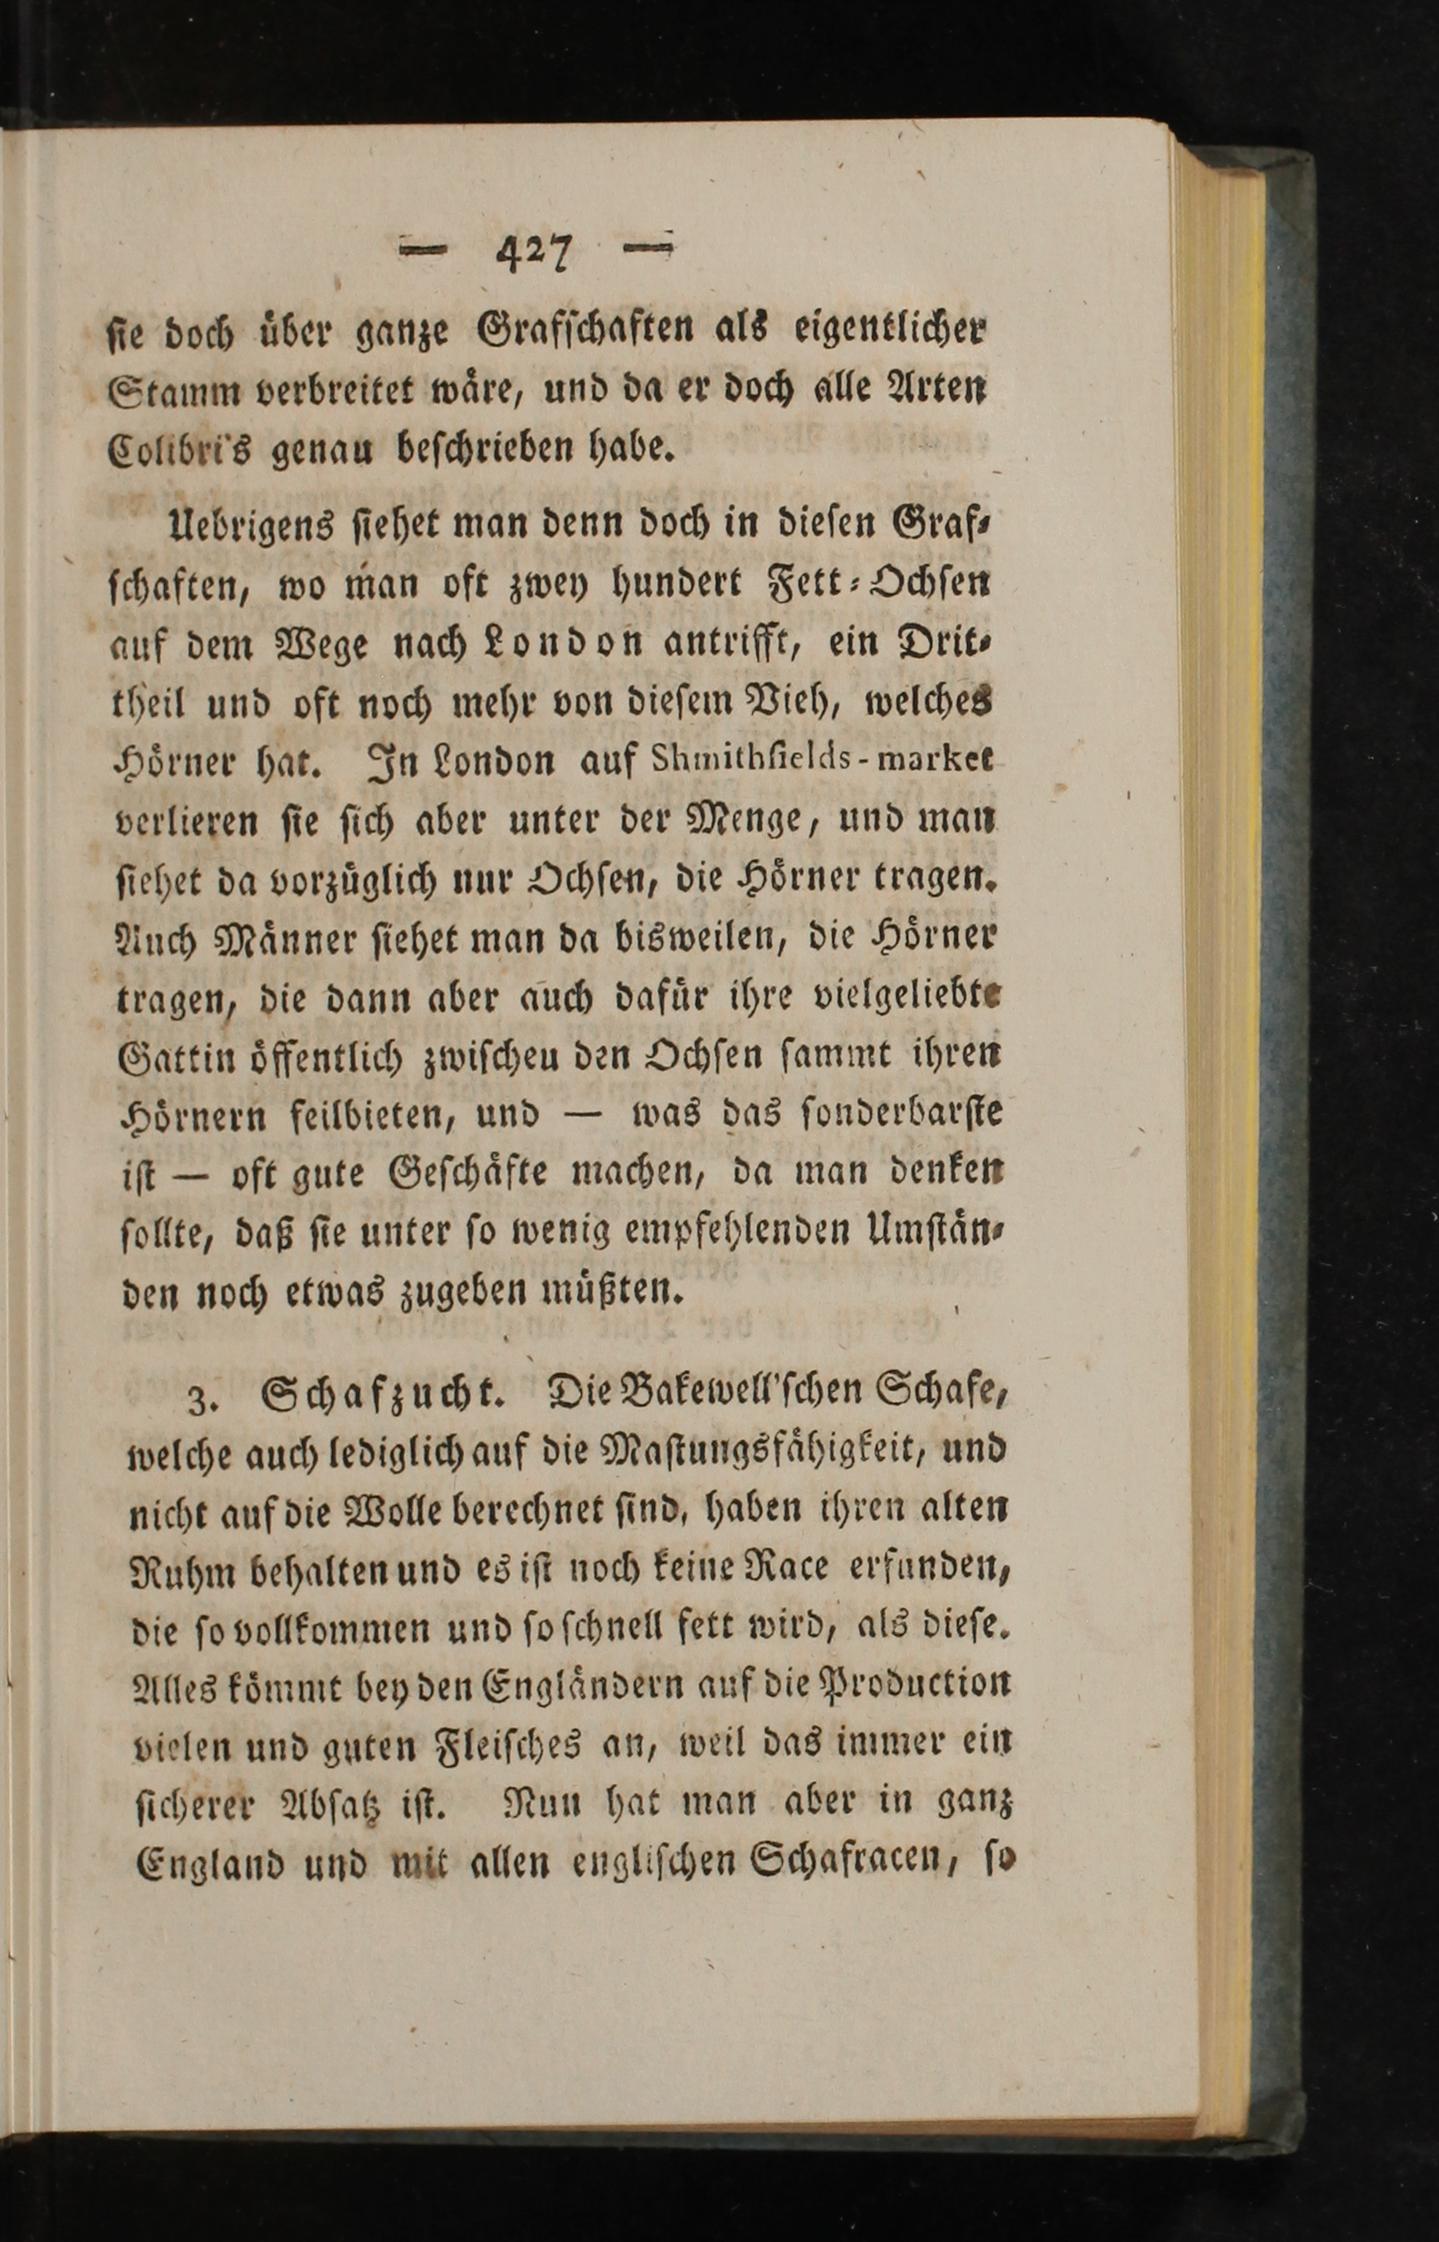 — 427 —
ſie doch über ganze Grafſchaften als eigentlicher
Stamm verbreitet wäre, und da er doch alle Arten
Colibri's genau beſchrieben habe.
Uebrigens ſiehet man denn doch in dieſen Graf⸗
ſchaften, wo man oft zwey hundert Fett⸗Ochſen
auf dem Wege nach London antrifft, ein Drit⸗
theil und oft noch mehr von dieſem Vieh, welches
Hörner hat. In London auf Shmithfields-market
verlieren ſie ſich aber unter der Menge, und man
ſiehet da vorzüglich nur Ochſen, die Hörner tragen.
Auch Männer ſiehet man da bisweilen, die Hörner
tragen, die dann aber auch dafür ihre vielgeliebte
Gattin öffentlich zwiſcheu den Ochſen ſammt ihren
Hörnern feilbieten, und — was das ſonderbarſte
iſt — oft gute Geſchäfte machen, da man denken
ſollte, daß ſie unter ſo wenig empfehlenden Umſtän⸗
den noch etwas zugeben müßten.
3. Schafzucht. Die Bakewell'ſchen Schafe,
welche auch lediglich auf die Maſtungsfähigkeit, und
nicht auf die Wolle berechnet ſind, haben ihren alten
Ruhm behalten und es iſt noch keine Race erfunden,
die ſo vollkommen und ſo ſchnell fett wird, als dieſe.
Alles kömmt bey den Engländern auf die Production
vielen und guten Fleiſches an, weil das immer ein
ſicherer Abſatz iſt. Nun hat man aber in ganz
England und mit allen engliſchen Schafracen, ſo